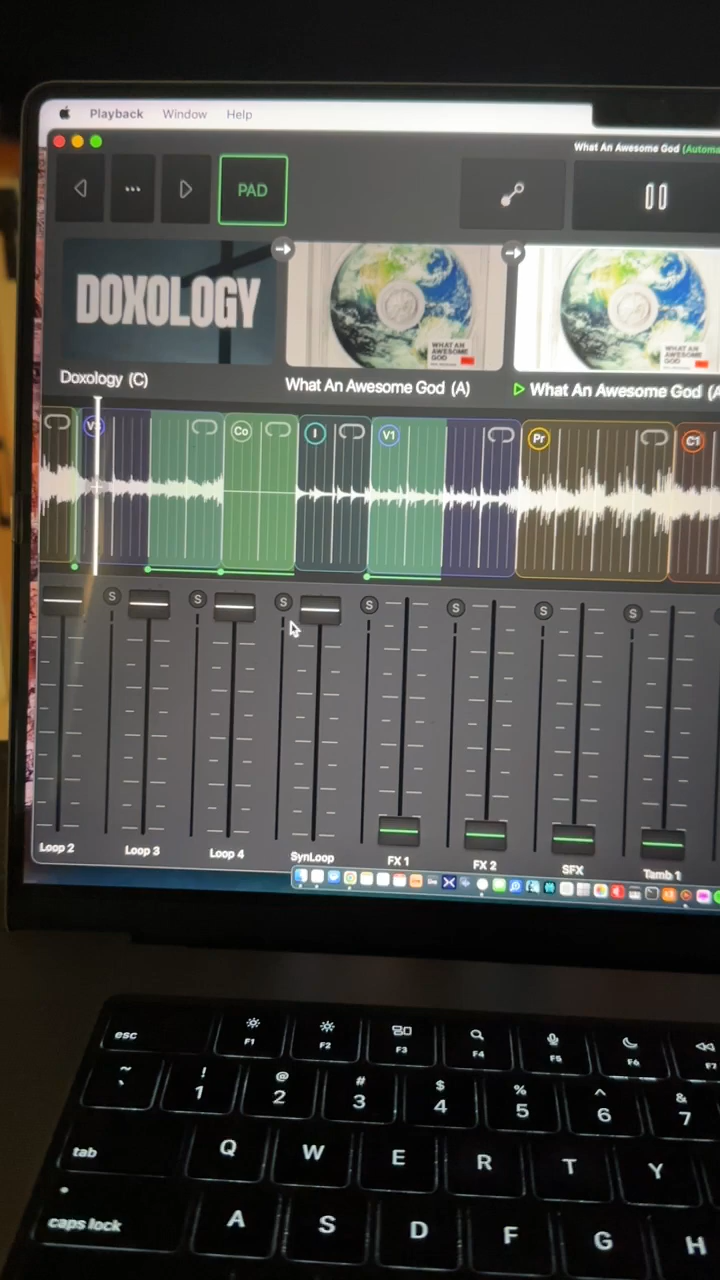 Playback Window Help
What An Awesome God (Automa
PAD
DOXOLOGY
WHAT AN
AWESOME
GOD
WHAT AN
AWESOME
GOD
Doxology (C)
What An Awesome God (A)
What An Awesome God (A
Co
I
V1
Pr
C1
S S S S S S S
Loop 2
Loop 3
Loop 4
SynLoop
FX 1
FX 2
SFX
Tamb 1
esc
F1 F2 F3 F4 F5 F6 F7
~ ! @ # $ % ^ &
` 1 2 3 4 5 6 7
tab Q W E R T Y
caps lock A S D F G H